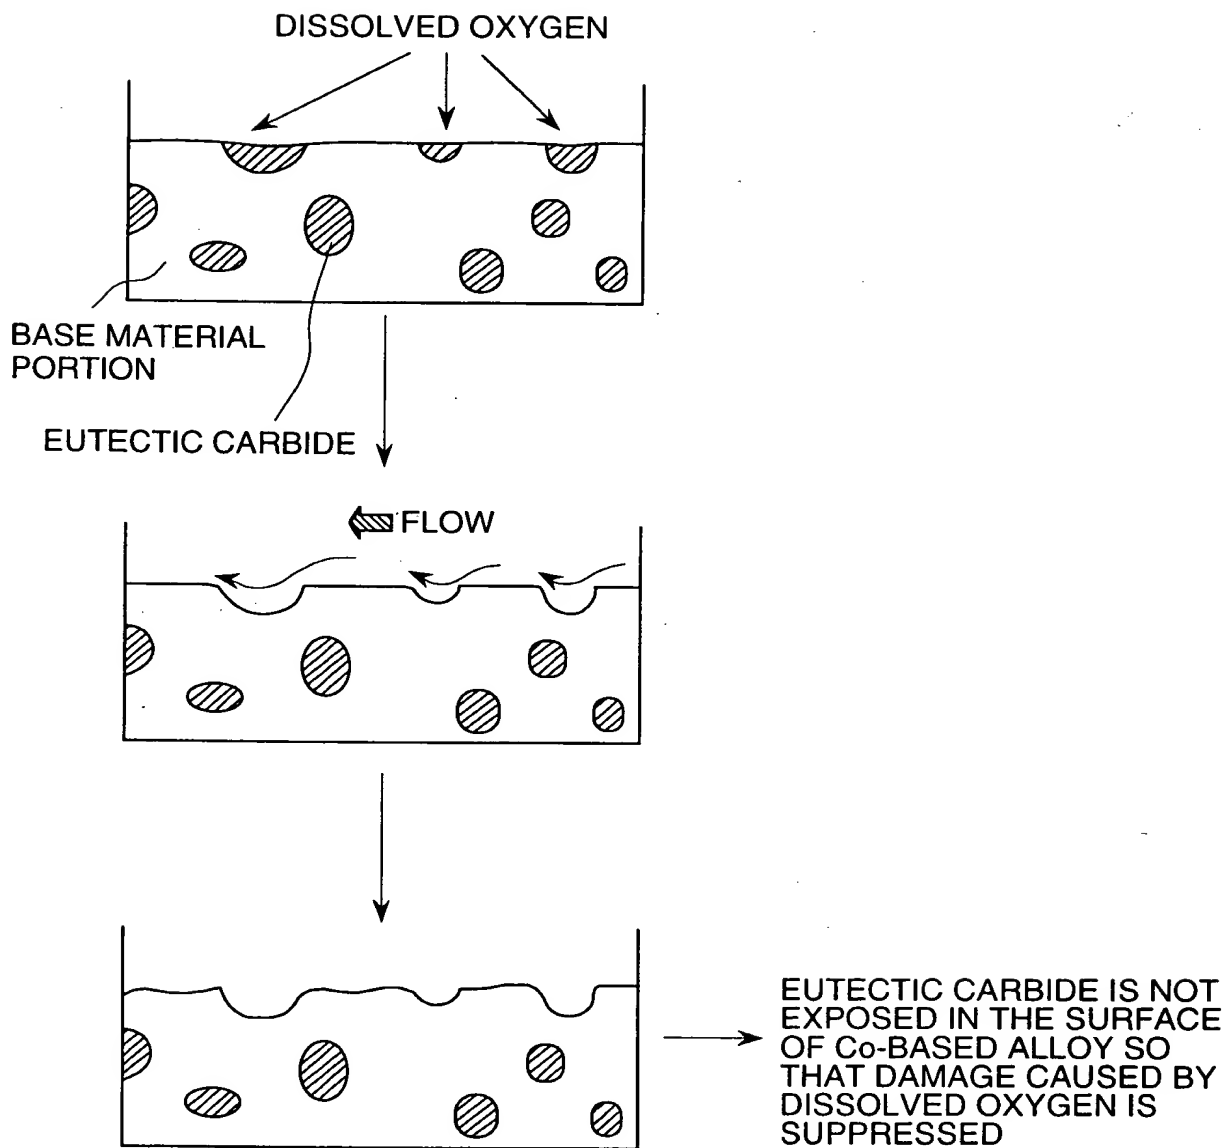 DISSOLVED OXYGEN
BASE MATERIAL
PORTION
EUTECTIC CARBIDE
FLOW
EUTECTIC CARBIDE IS NOT
EXPOSED IN THE SURFACE
OF Co-BASED ALLOY SO
THAT DAMAGE CAUSED BY
DISSOLVED OXYGEN IS
SUPPRESSED